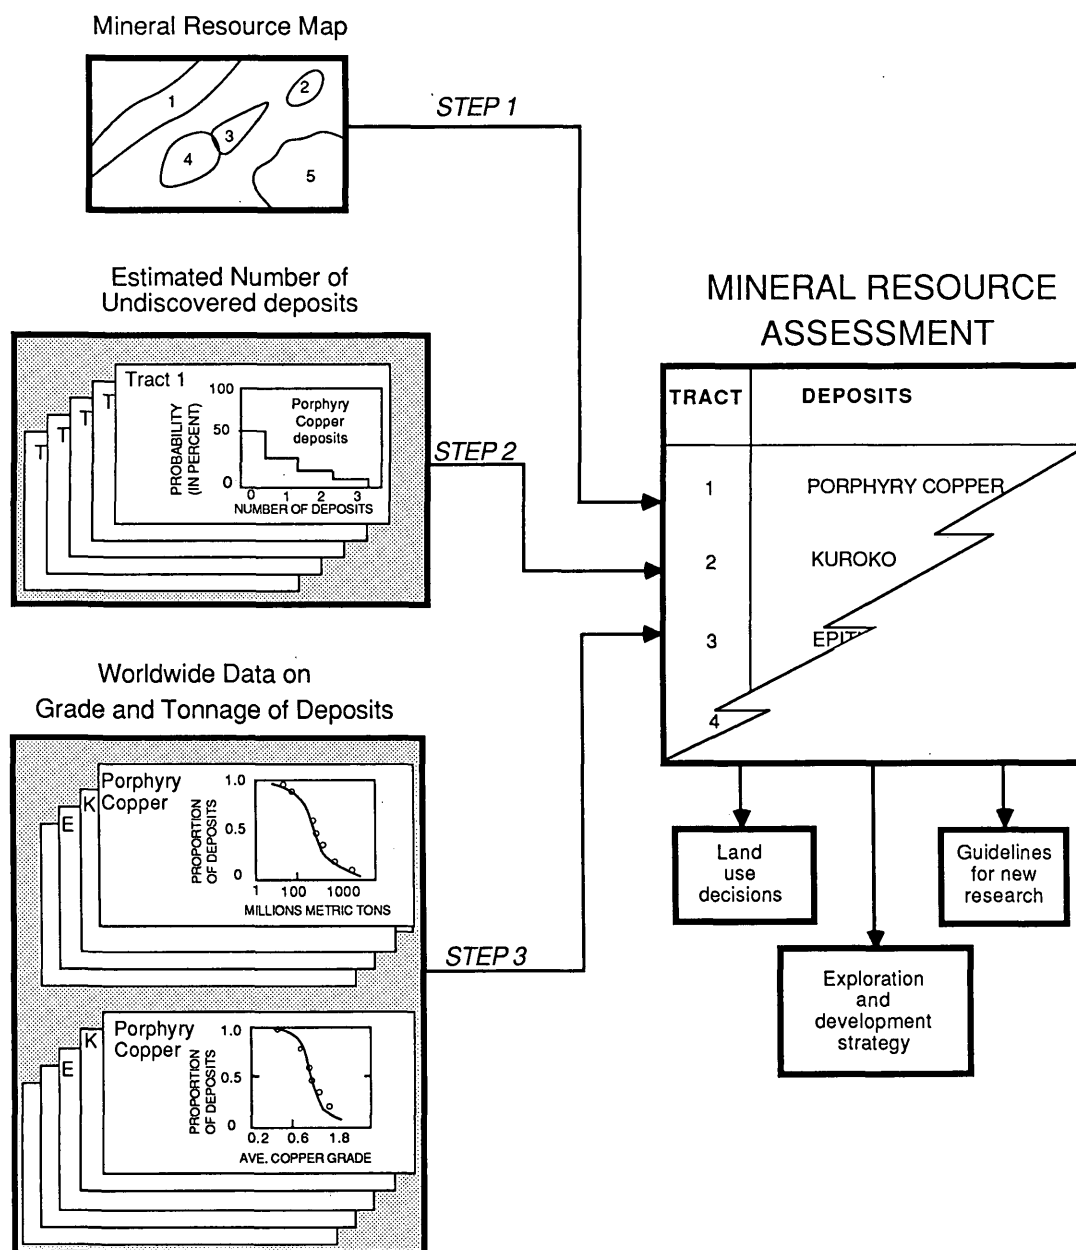 Mineral Resource Map
1
2
3
4
5
STEP 1
Estimated Number of
Undiscovered deposits
T
T
T
T
Tract 1
PROBABILITY
(IN PERCENT)
100
50
0
Porphyry
Copper
deposits
0 1 2 3
NUMBER OF DEPOSITS
STEP 2
Worldwide Data on
Grade and Tonnage of Deposits
E
K
Porphyry
Copper
PROPORTION
OF DEPOSITS
1.0
0.5
0
1 100 1000
MILLIONS METRIC TONS
STEP 3
E
K
Porphyry
Copper
PROPORTION
OF DEPOSITS
1.0
0.5
0
0.2 0.6 1.8
AVE. COPPER GRADE
MINERAL RESOURCE
ASSESSMENT
TRACT DEPOSITS
1 PORPHYRY COPPER
2 KUROKO
3
4
Land
use
decisions
Exploration
and
development
strategy
Guidelines
for new
research